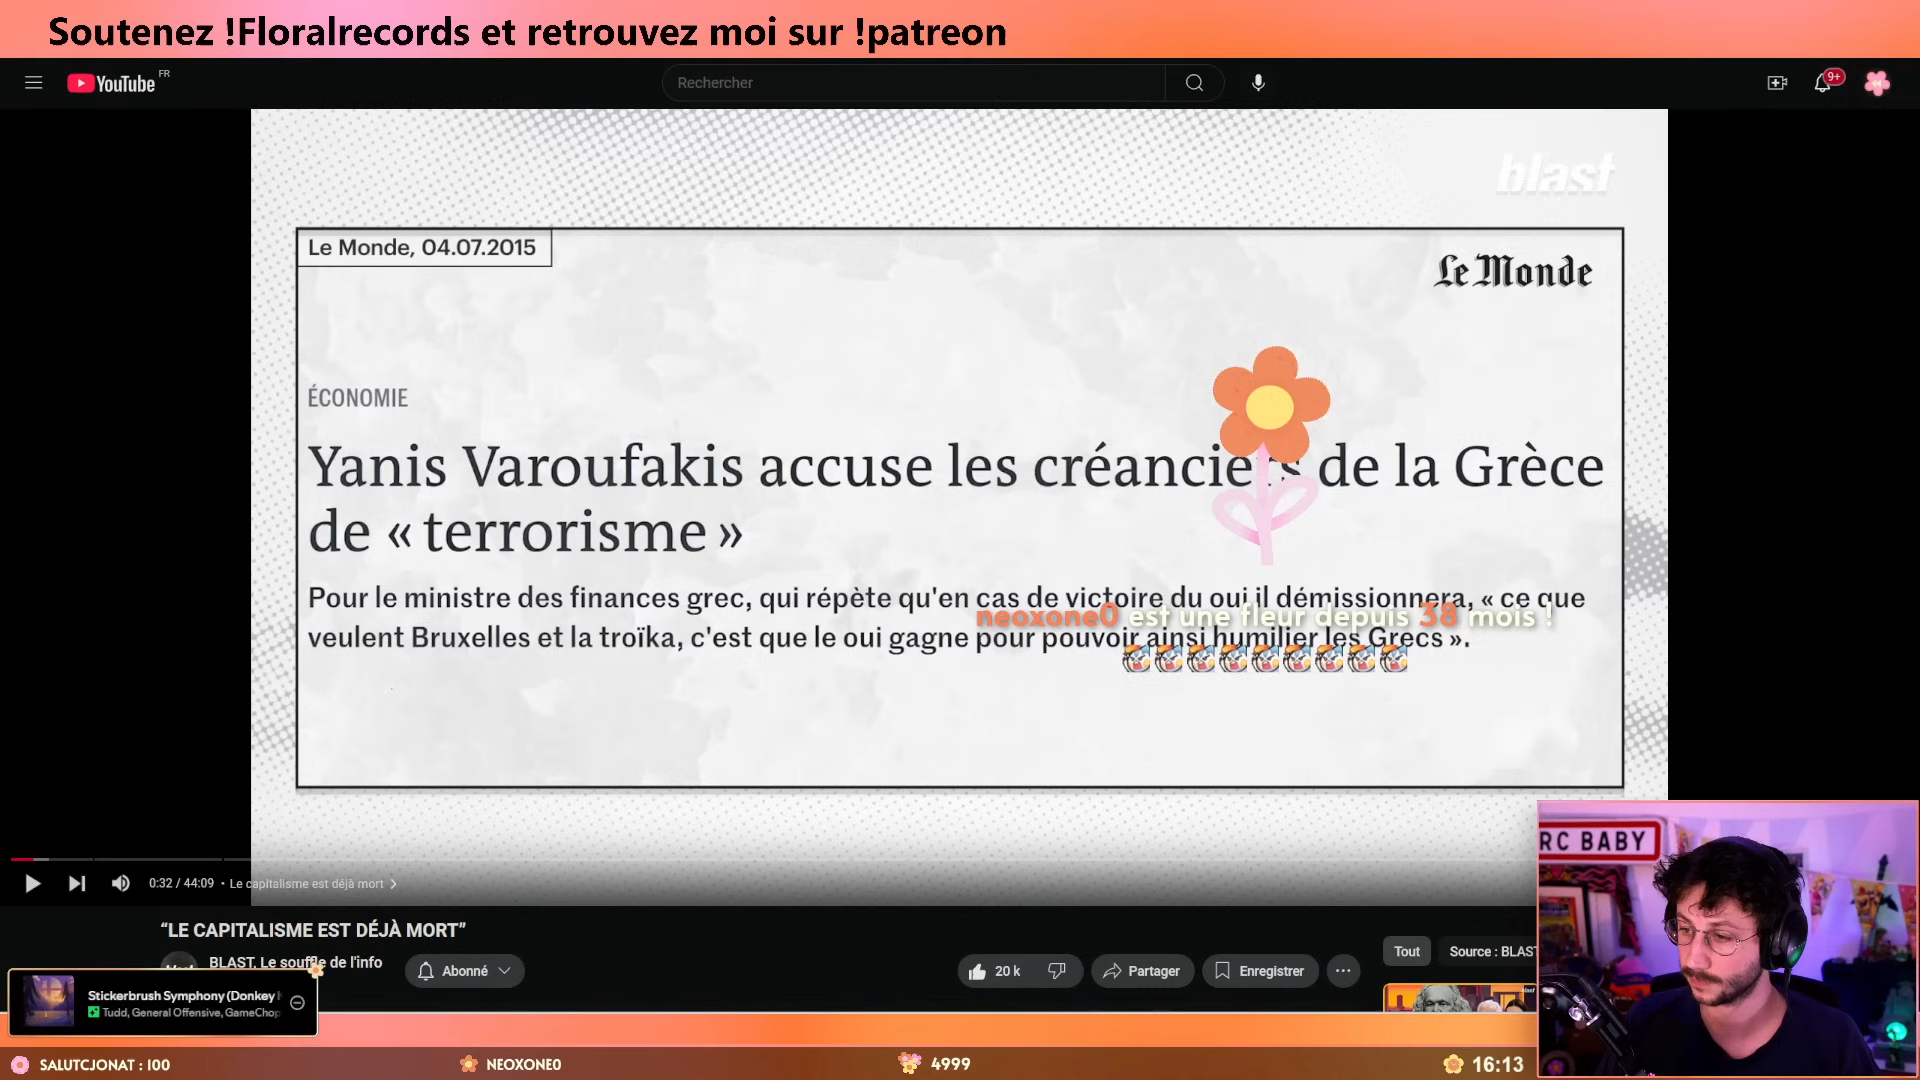 Soutenez !Floralrecords et retrouvez moi sur !patreon
YouTube FR
Rechercher
9+
blast
Le Monde, 04.07.2015
Le Monde
ÉCONOMIE
Yanis Varoufakis accuse les créanciers de la Grèce
de « terrorisme »
Pour le ministre des finances grec, qui répète qu'en cas de victoire du oui il démissionnera, « ce que
neoxone0 est une fleur depuis 38 mois !
veulent Bruxelles et la troïka, c'est que le oui gagne pour pouvoir ainsi humilier les Grecs ».
RC BABY
0:32 / 44:09 • Le capitalisme est déjà mort
“LE CAPITALISME EST DÉJÀ MORT”
BLAST, Le souffle de l'info
Abonné
20 k
Partager
Enregistrer
Tout
Source : BLAST
Stickerbrush Symphony (Donkey
Tudd, General Offensive, GameChop
SALUTCJONAT : 100
NEOXONE0
4999
16:13